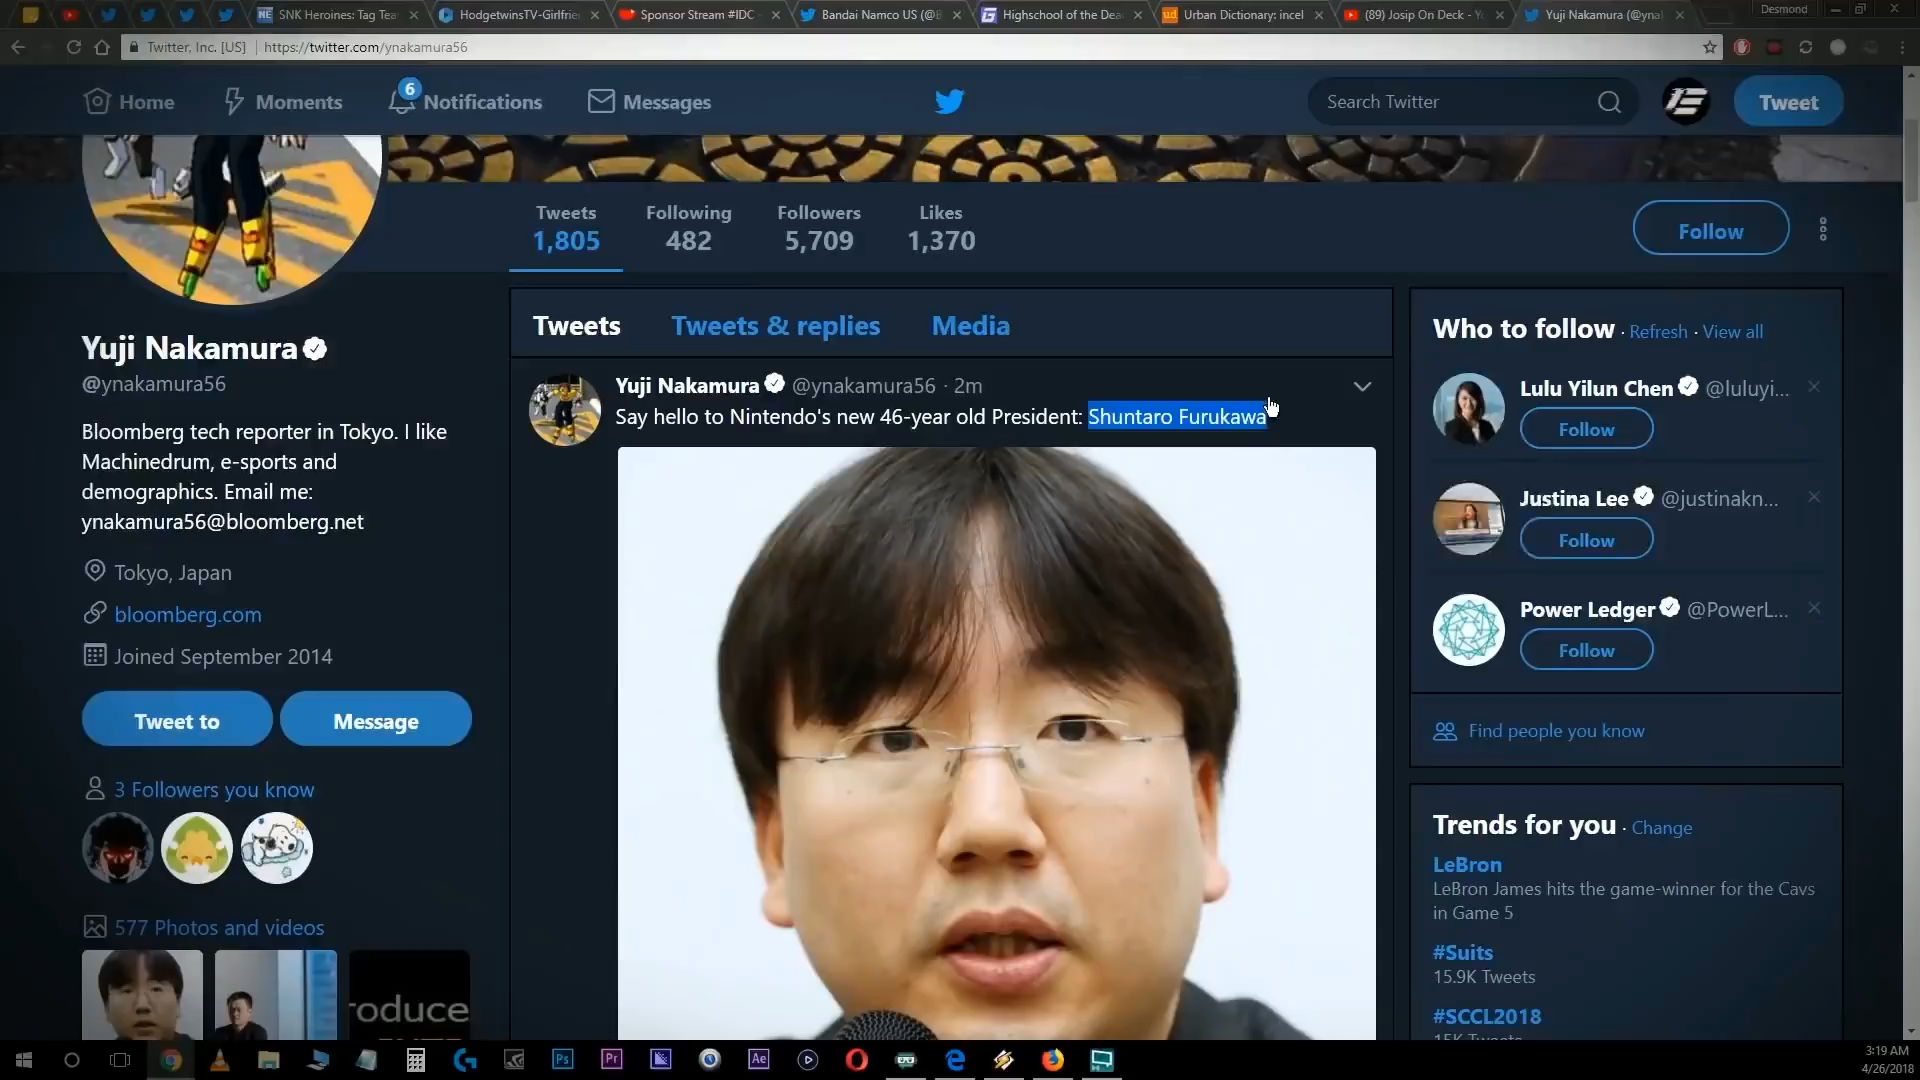 SNK Heroines: Tag Tea
HodgetwinsTV-Girlfrie
Sponsor Stream #IDC -
Bandai Namco US (@B
Highschool of the Dea
Urban Dictionary: incel
(89) Josip On Deck - Y
Yuji Nakamura (@ynal
Desmond
Twitter, Inc. [US] | https://twitter.com/ynakamura56
Home
Moments
6
Notifications
Messages
Search Twitter
Tweet
Tweets
1,805
Following
482
Followers
5,709
Likes
1,370
Follow
Yuji Nakamura
@ynakamura56
Bloomberg tech reporter in Tokyo. I like
Machinedrum, e-sports and
demographics. Email me:
ynakamura56@bloomberg.net
Tokyo, Japan
bloomberg.com
Joined September 2014
Tweet to
Message
3 Followers you know
577 Photos and videos
roduce
Tweets
Tweets & replies
Media
Yuji Nakamura @ynakamura56 · 2m
Say hello to Nintendo's new 46-year old President: Shuntaro Furukawa
Who to follow · Refresh · View all
Lulu Yilun Chen @luluyi...
Follow
Justina Lee @justinakn...
Follow
Power Ledger @PowerL...
Follow
Find people you know
Trends for you · Change
LeBron
LeBron James hits the game-winner for the Cavs
in Game 5
#Suits
15.9K Tweets
#SCCL2018
15K Tweets
Ps
Pr
Ae
3:19 AM
4/26/2018